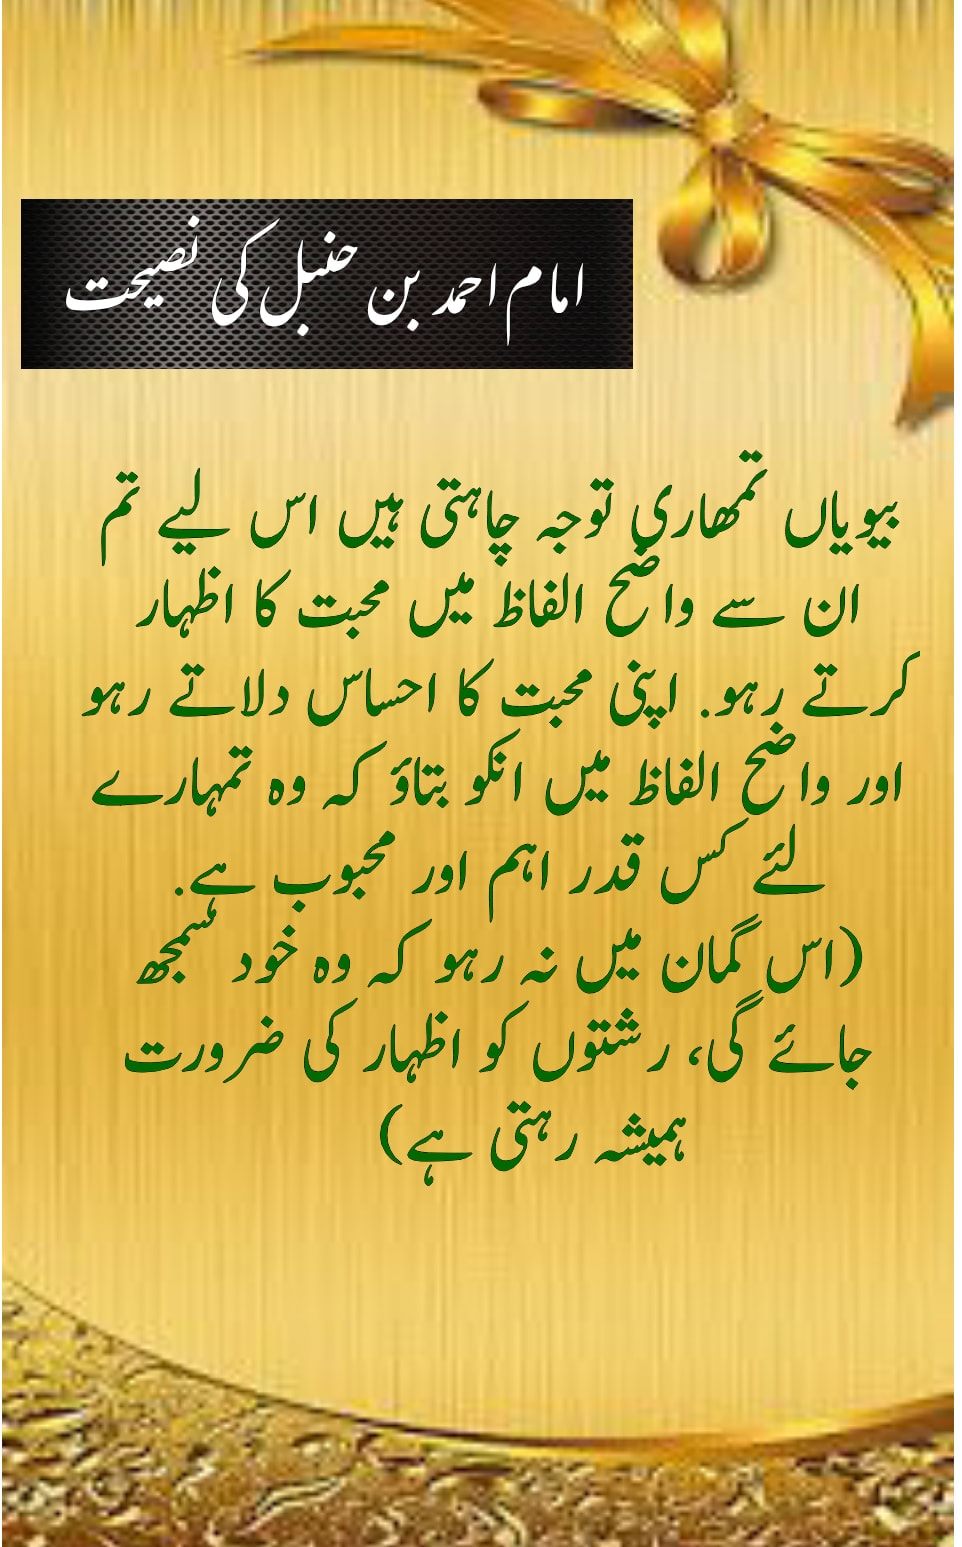 امام احمد بن حنبل کی نصیحت
بیویاں تمھاری توجہ چاہتی ہیں اس لیے تم
ان سے واضح الفاظ میں محبت کا اظہار
کرتے رہو. اپنی محبت کا احساس دلاتے رہو
اور واضح الفاظ میں انکو بتاؤ کہ وہ تمہارے
لئے کس قدر اہم اور محبوب ہے.
(اس گمان میں نہ رہو کہ وہ خود سمجھ
جائے گی، رشتوں کو اظہار کی ضرورت
ہمیشہ رہتی ہے)